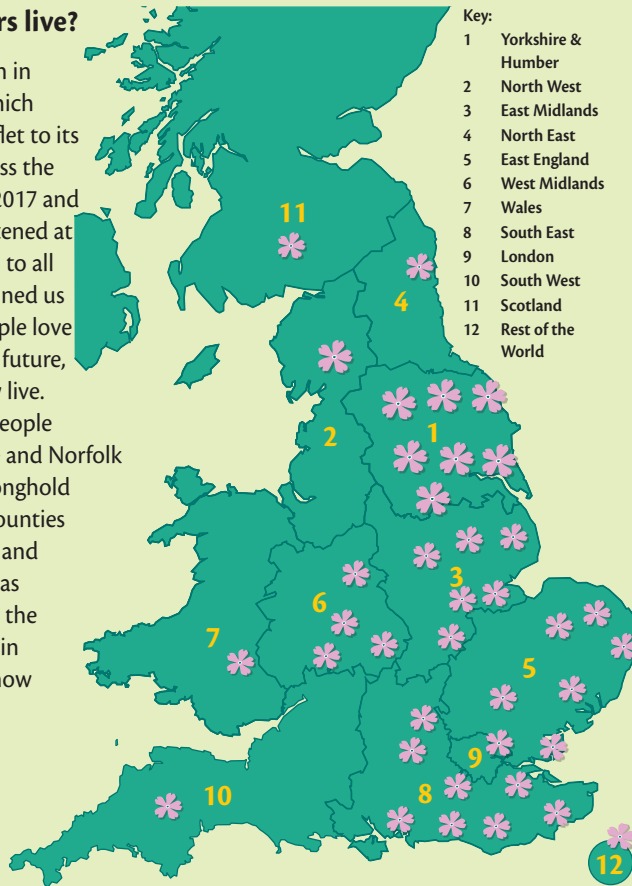 rs live?
n in
hich
flet to its
ss the
2017 and
tened at
to all
ned us
ple love
future,
live.
eople
and Norfolk
onghold
ounties
and
as
the
in
now
Key:
1 Yorkshire &
Humber
2 North West
3 East Midlands
4 North East
5 East England
6 West Midlands
7 Wales
8 South East
9 London
10 South West
11 Scotland
12 Rest of the
World
11
4
2
1
3
6
7
5
9
10
8
12